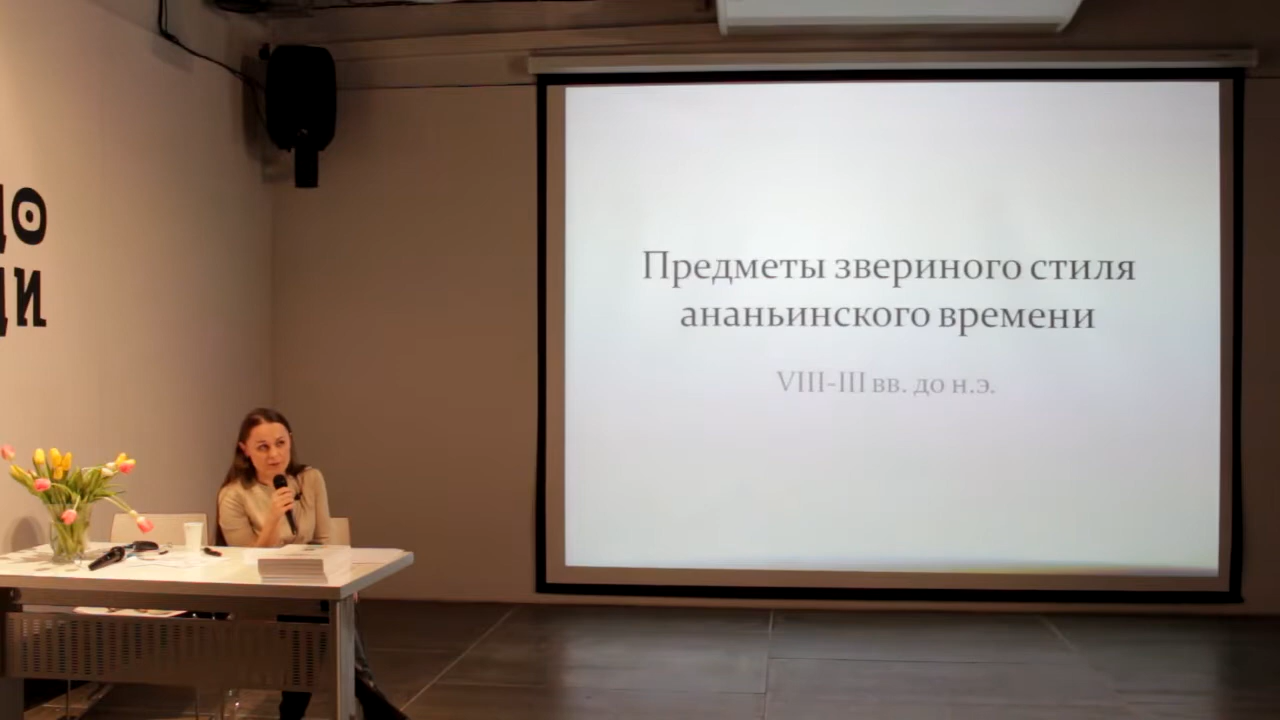 Предметы звериного стиля
ананьинского времени
VIII-III вв. до н.э.